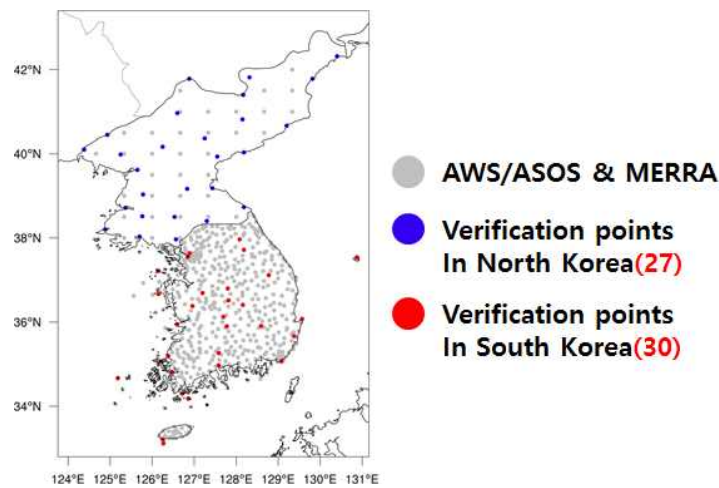 42°N
40°N
38°N
36°N
34°N
124°E 125°E 126°E 127°E 128°E 129°E 130°E 131°E
AWS/ASOS & MERRA
Verification points
In North Korea(27)
Verification points
In South Korea(30)